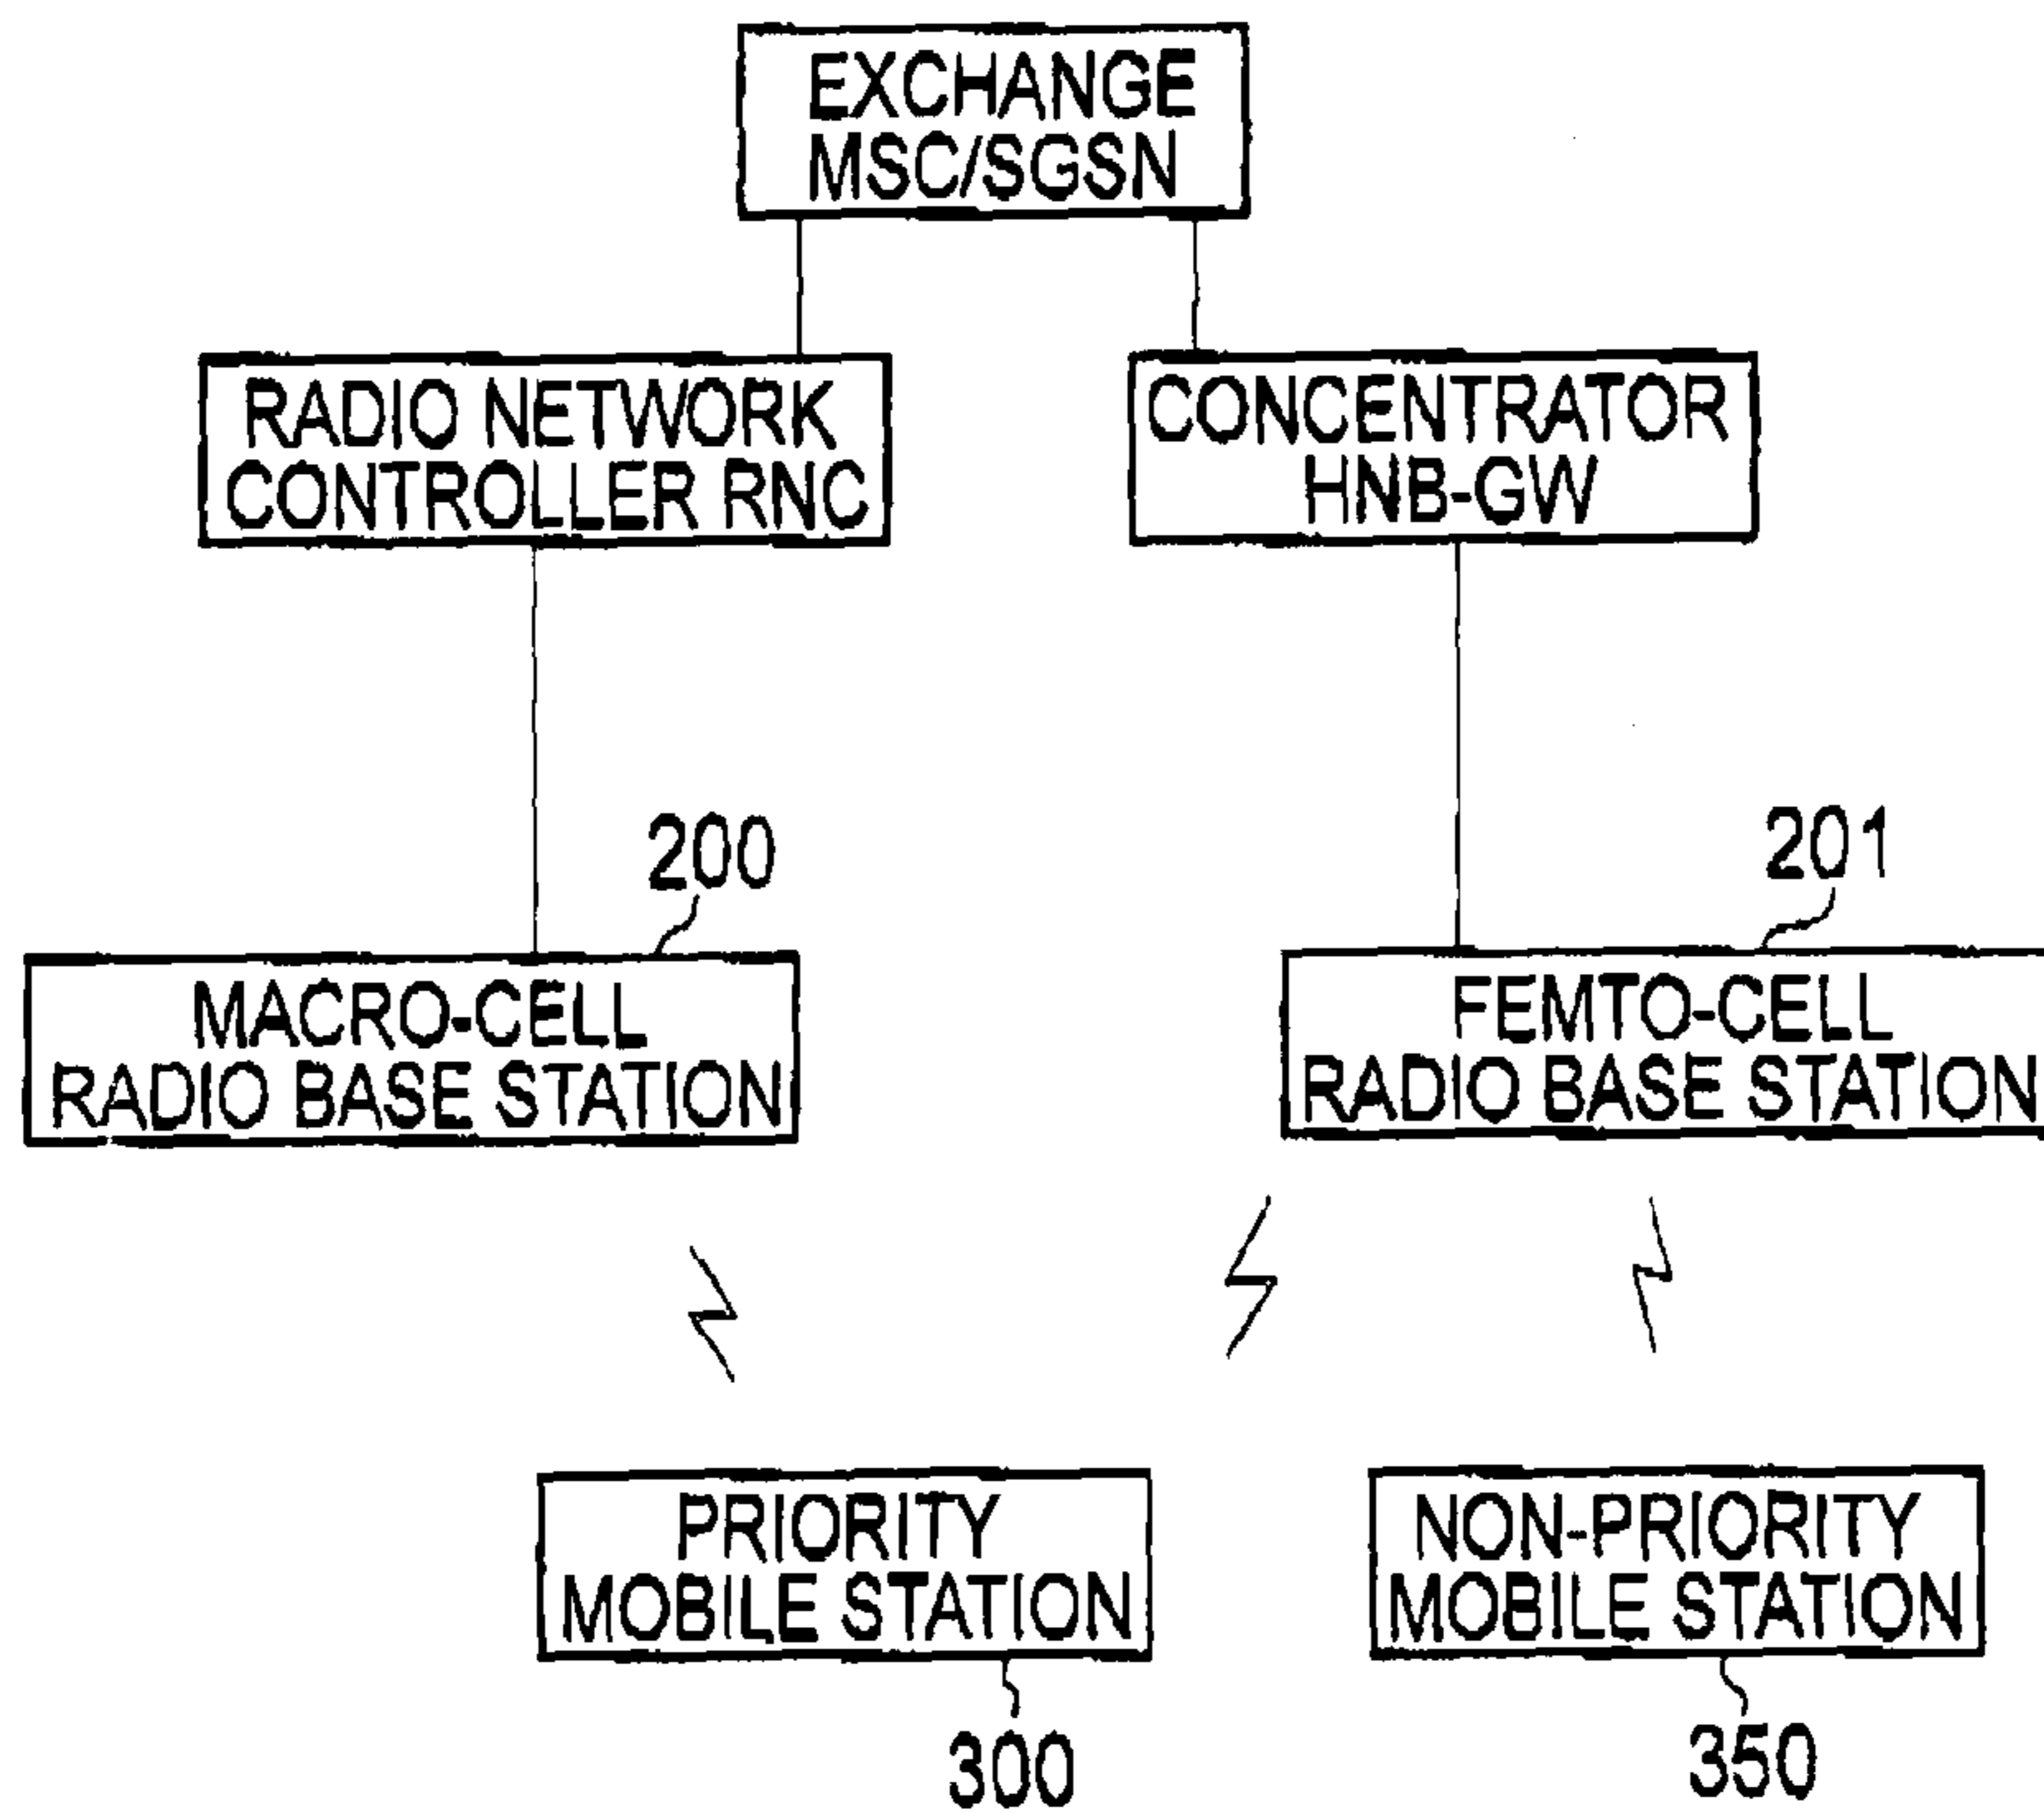 EXCHANGE
MSC/SGSN
RADIO NETWORK
CONTROLLER RNC
CONCENTRATOR
HNB-GW
200
201
MACRO-CELL
RADIO BASE STATION
FEMTO-CELL
RADIO BASE STATION
PRIORITY
MOBILE STATION
NON-PRIORITY
MOBILE STATION
300
350